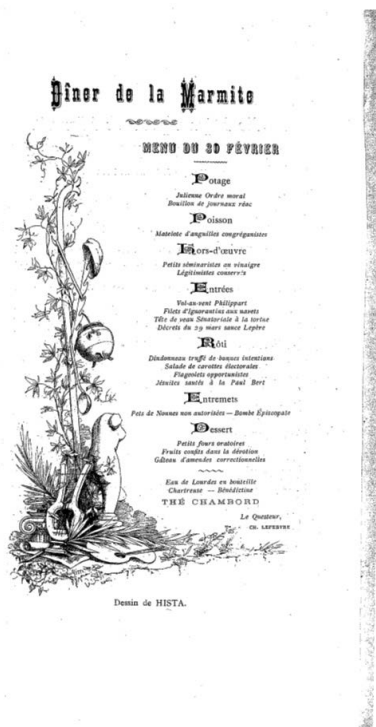 Dîner de la Marmite
MENU DU 30 FÉVRIER
Potage
Julienne Ordre moral
Bouillon de journaux réac
Poisson
Matelote d'anguilles congréganistes
Hors-d'œuvre
Petits séminaristes au vinaigre
Légitimistes conservés
Entrées
Vol-au-vent Philippart
Filets d'Ignorantins aux navets
Tête de veau Sénatoriale à la tortue
Décrets du 29 mars sauce Lepère
Rôti
Dindonneau truffé de bonnes intentions
Salade de carottes électorales
Flageolets opportunistes
Jésuites sautés à la Paul Bert
Entremets
Pets de Nonnes non autorisées — Bombe Épiscopate
Dessert
Petits fours oratoires
Fruits confits dans la dévotion
Gâteau d'amendes correctionnelles
Eau de Lourdes en bouteille
Chartreuse — Bénédictine
THÉ CHAMBORD
Le Questeur,
CH. LEFEBVRE
Dessin de HISTA.